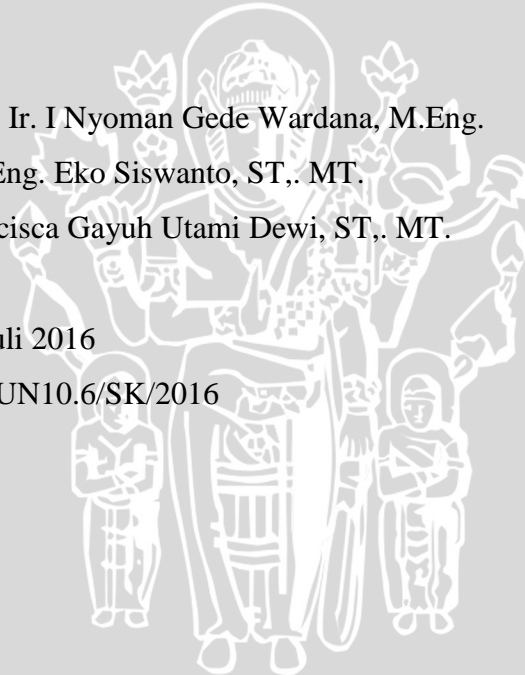 Ir. I Nyoman Gede Wardana, M.Eng.
Eng. Eko Siswanto, ST,. MT.
cisca Gayuh Utami Dewi, ST,. MT.
uli 2016
UN10.6/SK/2016